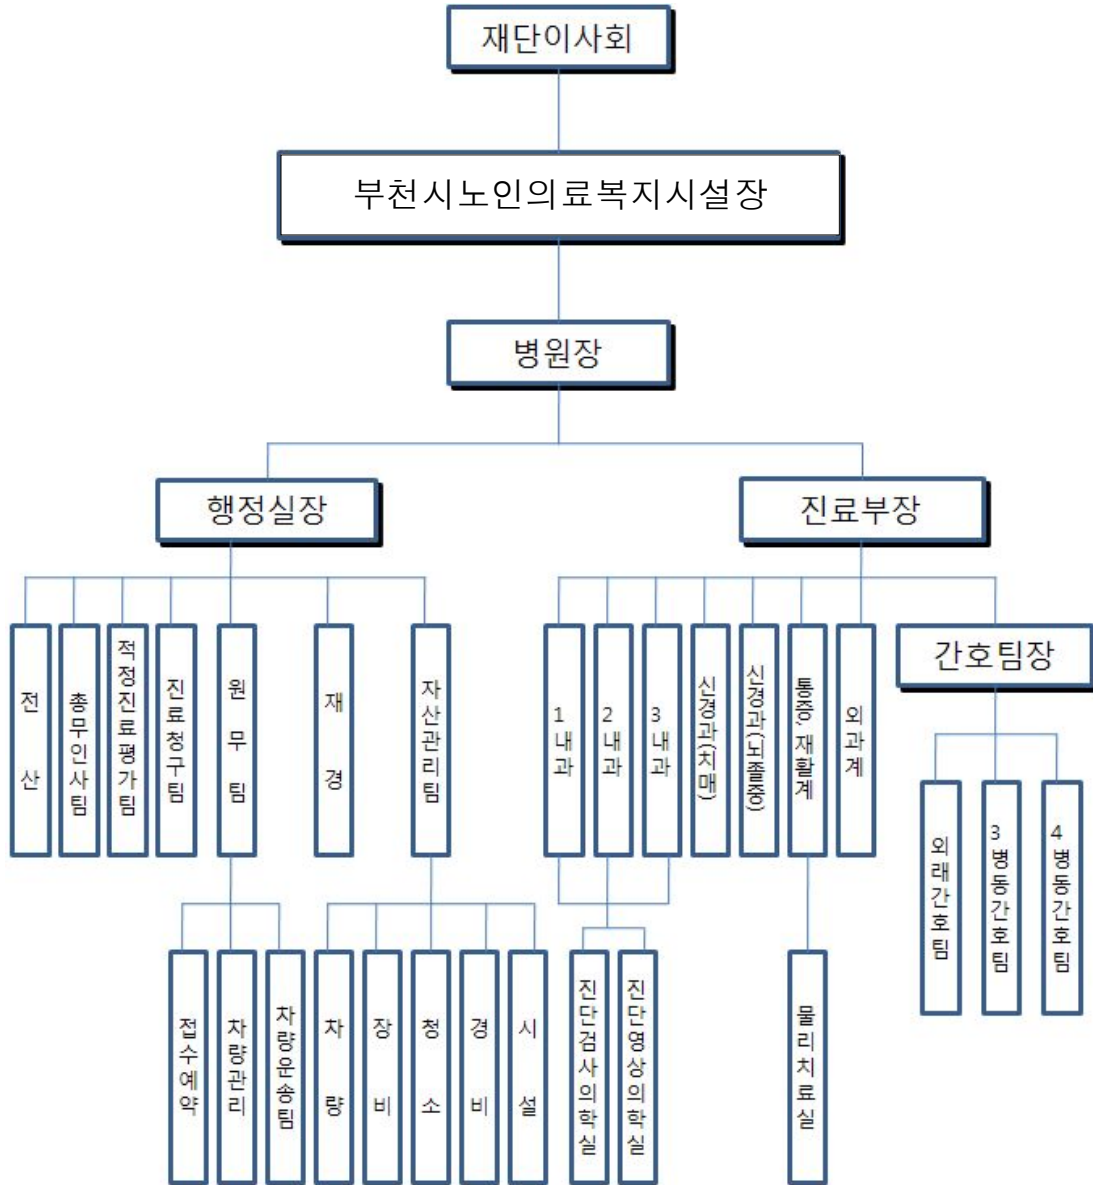 재단이사회
부천시노인의료복지시설장
병원장
행정실장
진료부장
전산
총무인사팀
적정진료평가팀
진료청구팀
원무팀
재경
자산관리팀
1내과
2내과
3내과
신경과(치매)
신경과(뇌졸중)
통증, 재활계
외과계
간호팀장
외래간호팀
3병동간호팀
4병동간호팀
접수예약
차량관리
차량운송팀
차량
장비
청소
경비
시설
진단검사의학실
진단영상의학실
물리치료실